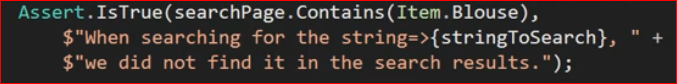 Assert.IsTrue(searchPage.Contains(Item.Blouse),
$"When searching for the string=>{stringToSearch}, " +
$"we did not find it in the search results.");